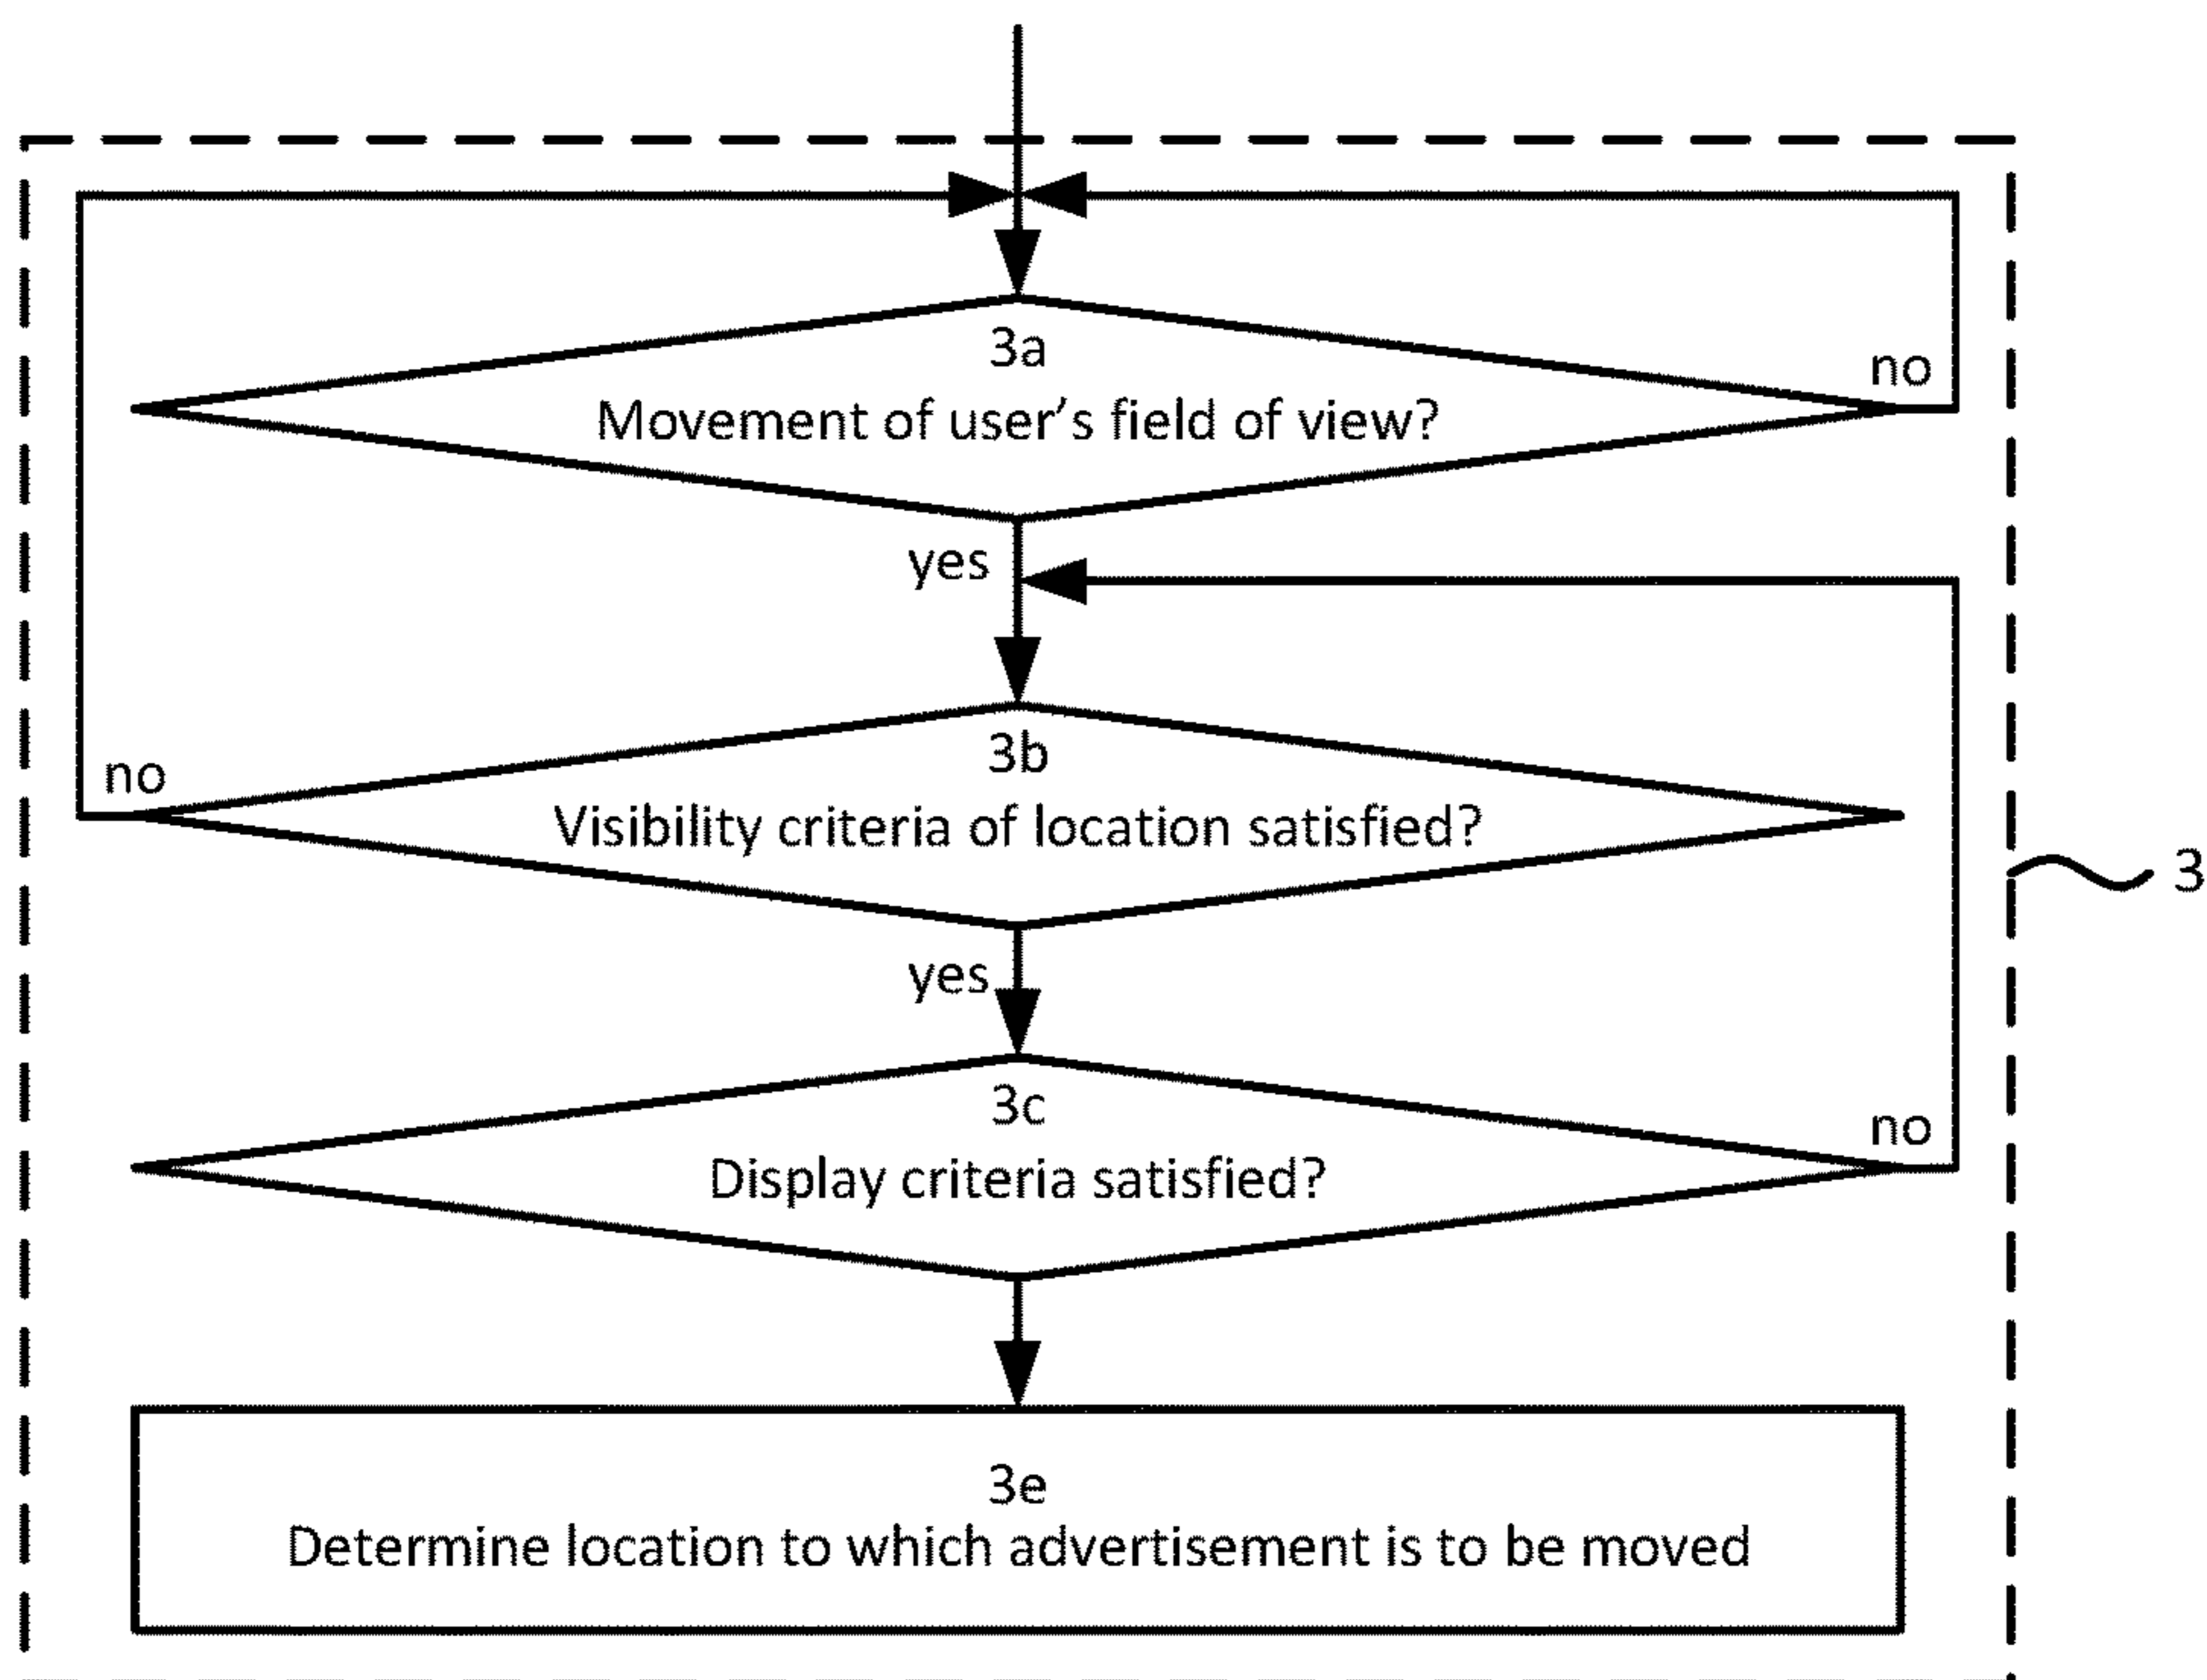 3a
no
Movement of user's field of view?
yes
3b
no
Visibility criteria of location satisfied?
3
yes
3c
no
Display criteria satisfied?
3e
Determine location to which advertisement is to be moved